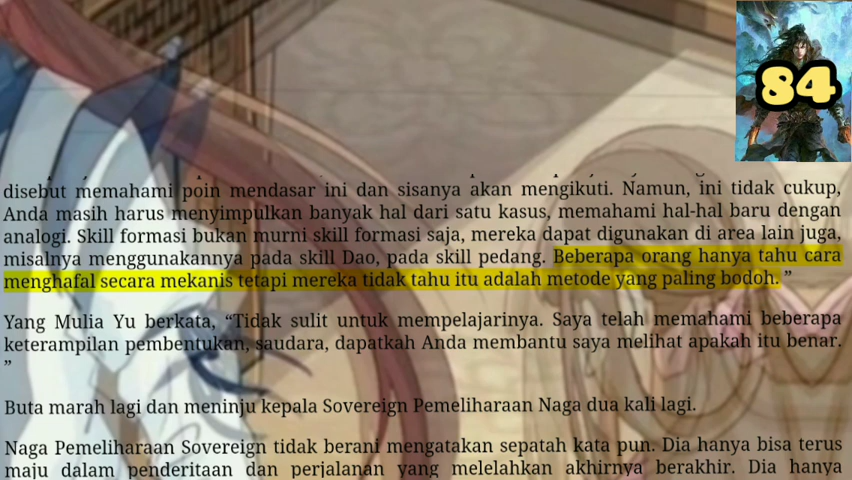 84
disebut memahami poin mendasar ini dan sisanya akan mengikuti. Namun, ini tidak cukup,
Anda masih harus menyimpulkan banyak hal dari satu kasus, memahami hal-hal baru dengan
analogi. Skill formasi bukan murni skill formasi saja, mereka dapat digunakan di area lain juga,
misalnya menggunakannya pada skill Dao, pada skill pedang. Beberapa orang hanya tahu cara
menghafal secara mekanis tetapi mereka tidak tahu itu adalah metode yang paling bodoh. ”
Yang Mulia Yu berkata, “Tidak sulit untuk mempelajarinya. Saya telah memahami beberapa
keterampilan pembentukan, saudara, dapatkah Anda membantu saya melihat apakah itu benar.
”
Buta marah lagi dan meninju kepala Sovereign Pemeliharaan Naga dua kali lagi.
Naga Pemeliharaan Sovereign tidak berani mengatakan sepatah kata pun. Dia hanya bisa terus
maju dalam penderitaan dan perjalanan yang melelahkan akhirnya berakhir. Dia hanya